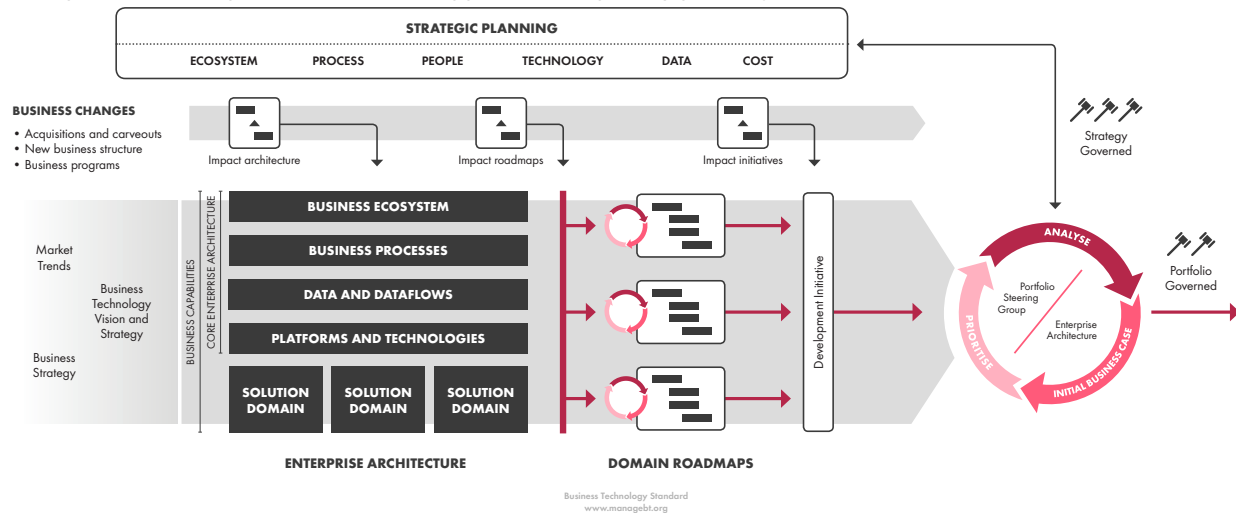 STRATEGIC PLANNING
ECOSYSTEM PROCESS PEOPLE TECHNOLOGY DATA COST
BUSINESS CHANGES
• Acquisitions and carveouts
• New business structure
• Business programs
Impact architecture
Impact roadmaps
Impact initiatives
Strategy
Governed
Market
Trends
Business
Technology
Vision and
Strategy
Business
Strategy
BUSINESS CAPABILITIES
CORE ENTERPRISE ARCHITECTURE
BUSINESS ECOSYSTEM
BUSINESS PROCESSES
DATA AND DATAFLOWS
PLATFORMS AND TECHNOLOGIES
SOLUTION
DOMAIN
SOLUTION
DOMAIN
SOLUTION
DOMAIN
Development Initiative
ANALYSE
INITIAL BUSINESS CASE
PRIORITISE
Portfolio
Steering
Group
Enterprise
Architecture
Portfolio
Governed
ENTERPRISE ARCHITECTURE
DOMAIN ROADMAPS
Business Technology Standard
www.managebt.org